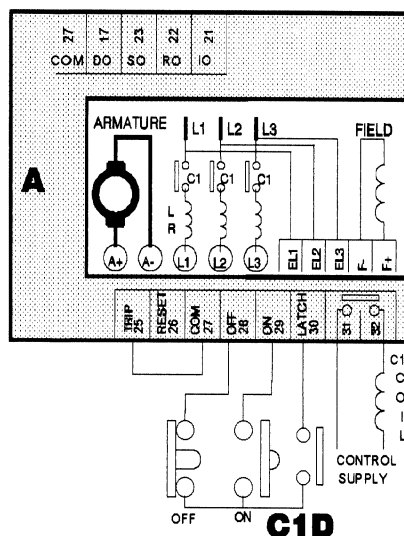 27 17 23 22 21
COM DO SO RO IO
ARMATURE L1 L2 L3 FIELD
C1 C1 C1
A
L
R
A+ A- L1 L2 L3 EL1 EL2 EL3 F- F+
TRIP 25
RESET 26
COM 27
OFF 28
ON 29
LATCH 30
31
32
C1
C
O
I
L
CONTROL
SUPPLY
OFF ON
C1D